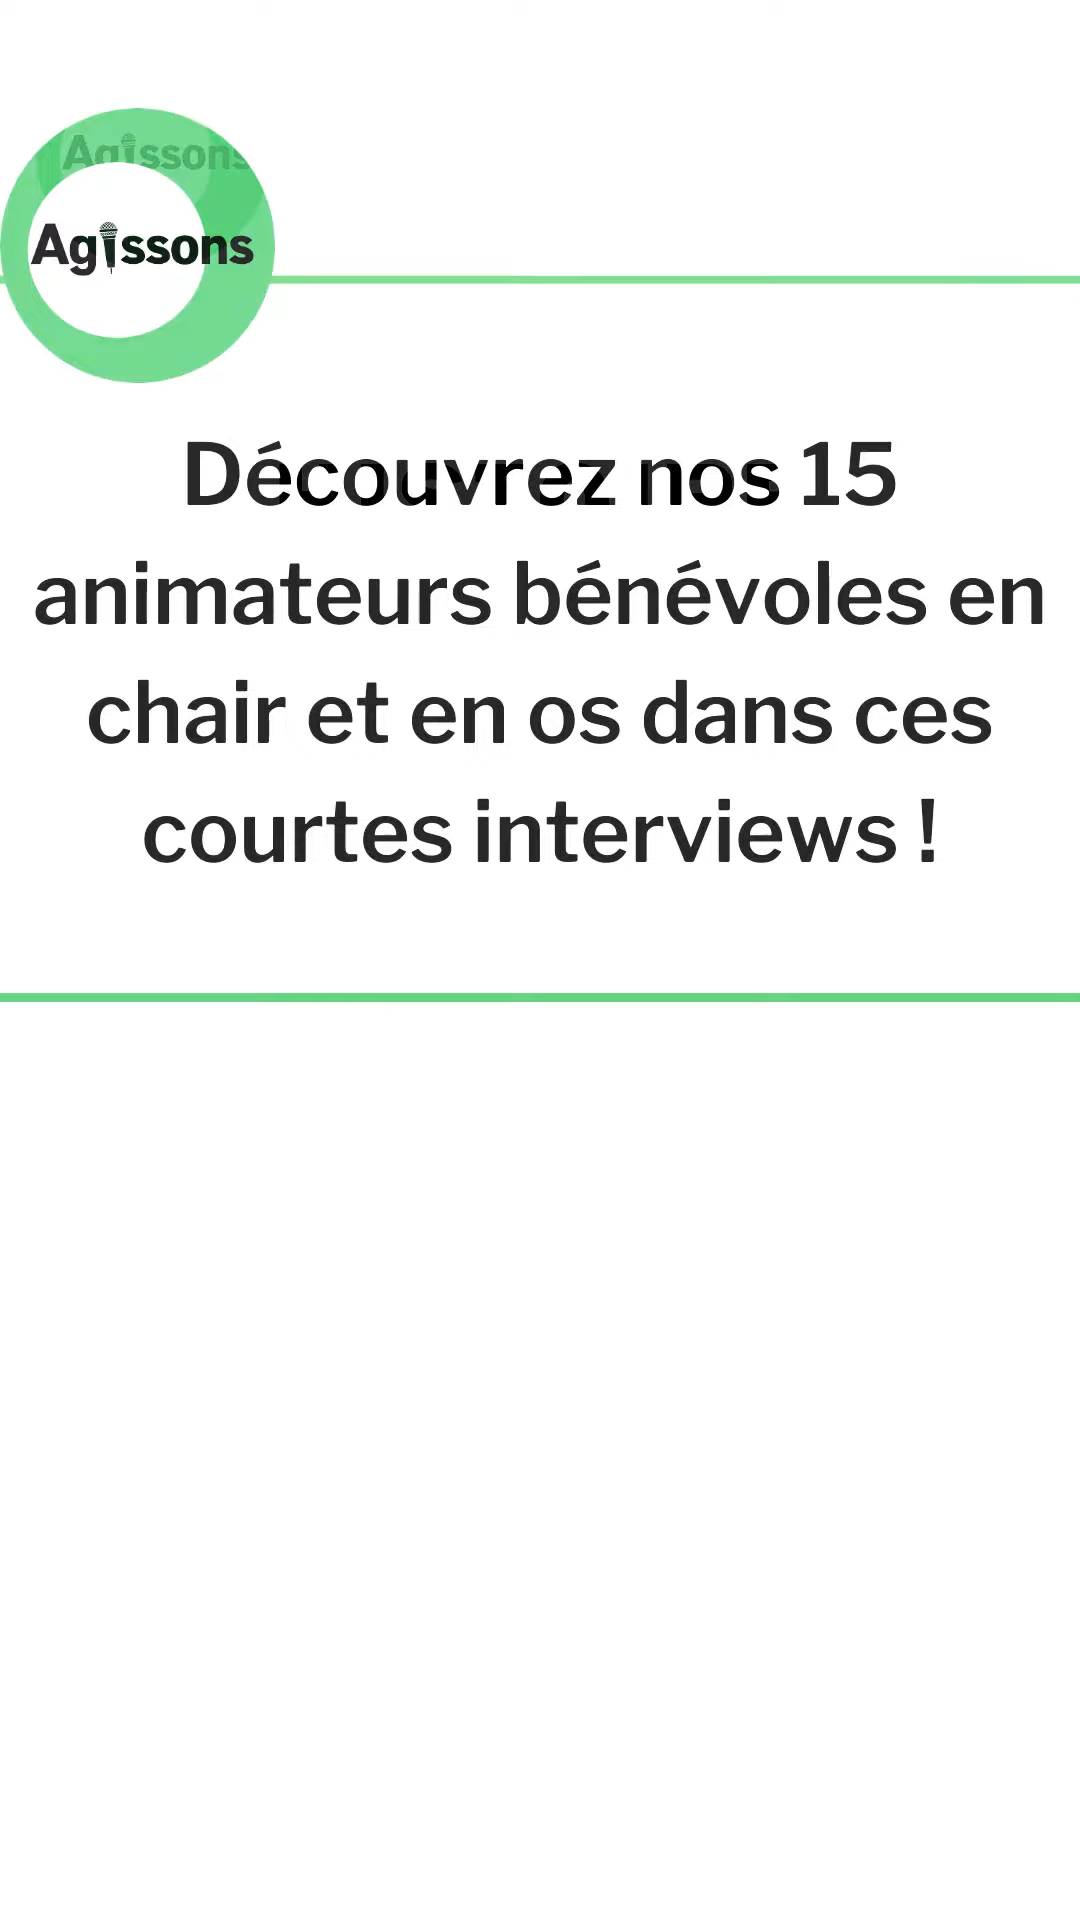 Agissons
Agissons
Découvrez nos 15
animateurs bénévoles en
chair et en os dans ces
courtes interviews !